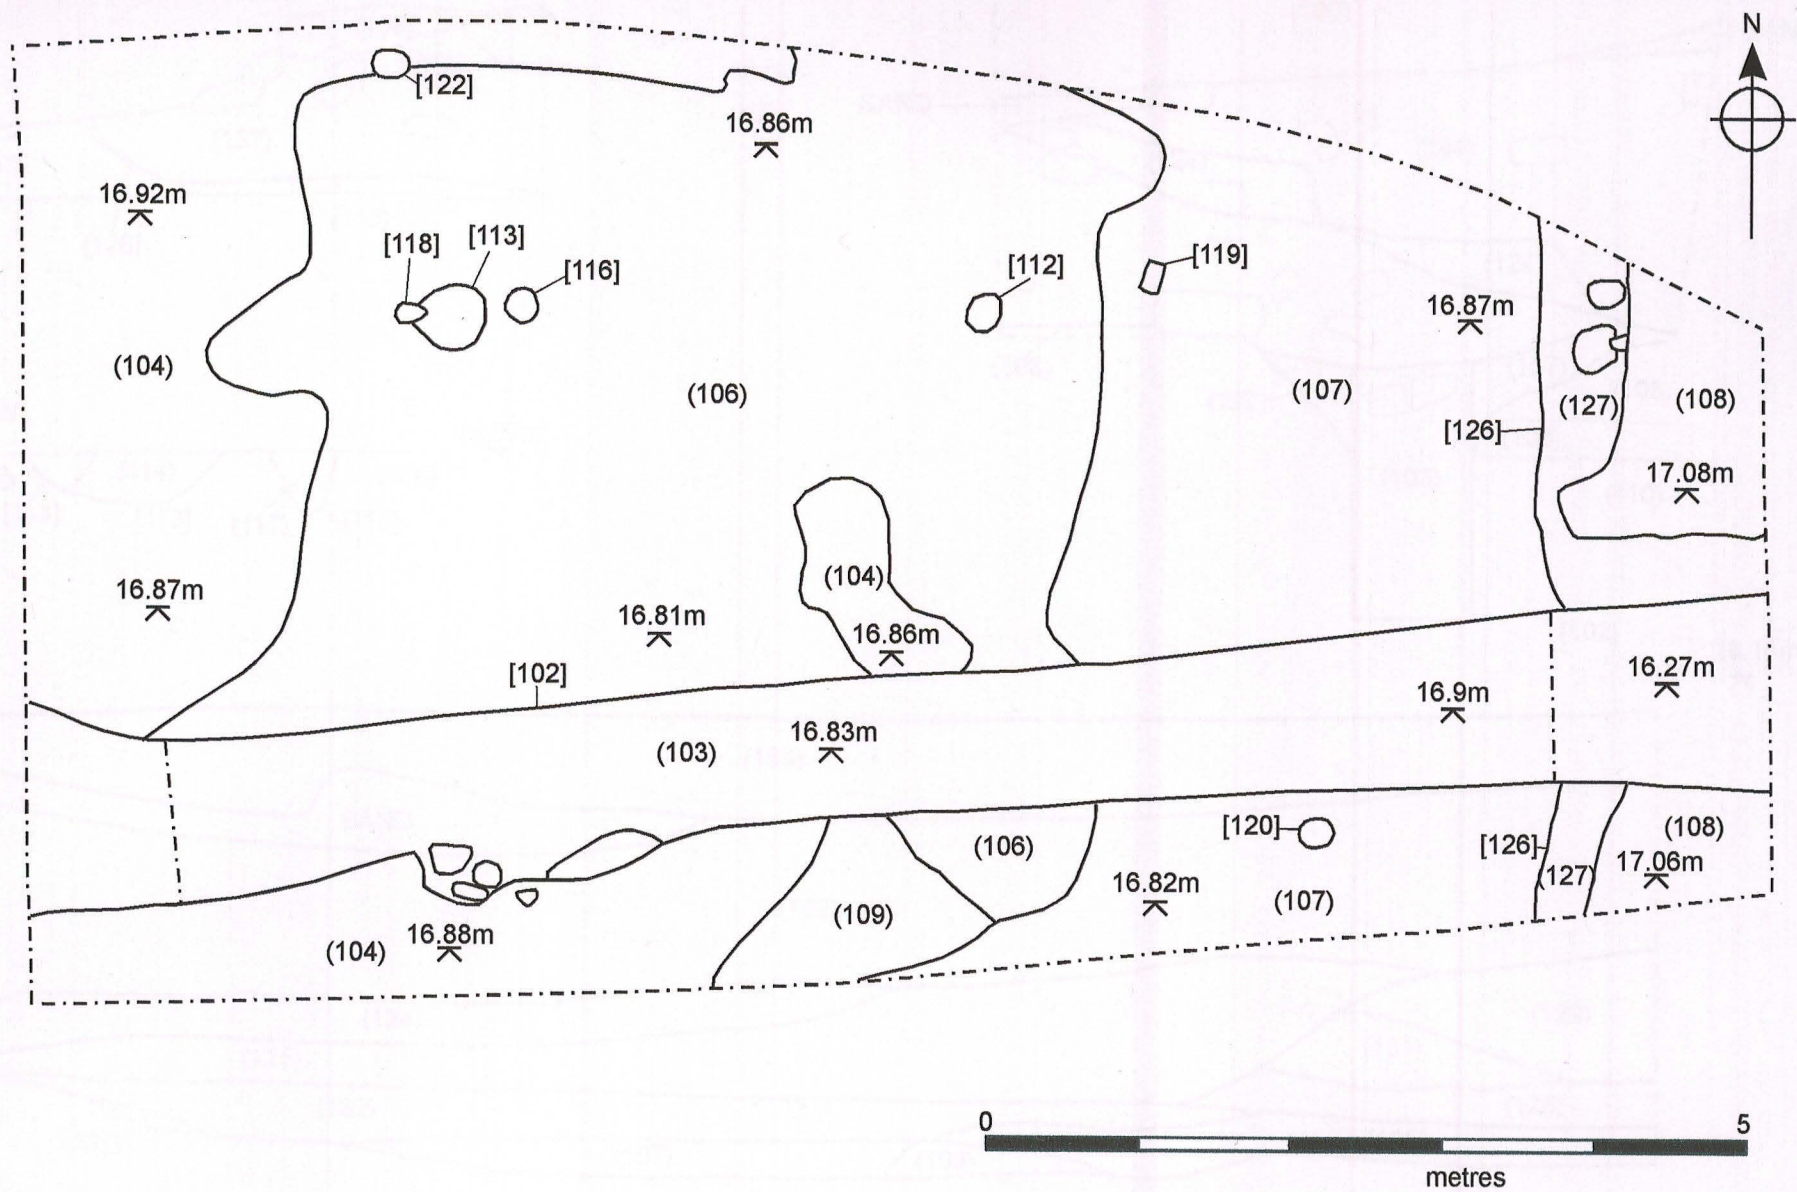 N
[122]
16.86m
16.92m
[118]
[113]
[116]
[112]
[119]
16.87m
(104)
(106)
(107)
(127)
(108)
[126]
17.08m
16.87m
16.81m
(104)
16.86m
[102]
16.27m
16.9m
(103)
16.83m
[120]
(106)
[126]
(108)
17.06m
(127)
16.82m
(107)
(109)
(104)
16.88m
0
5
metres